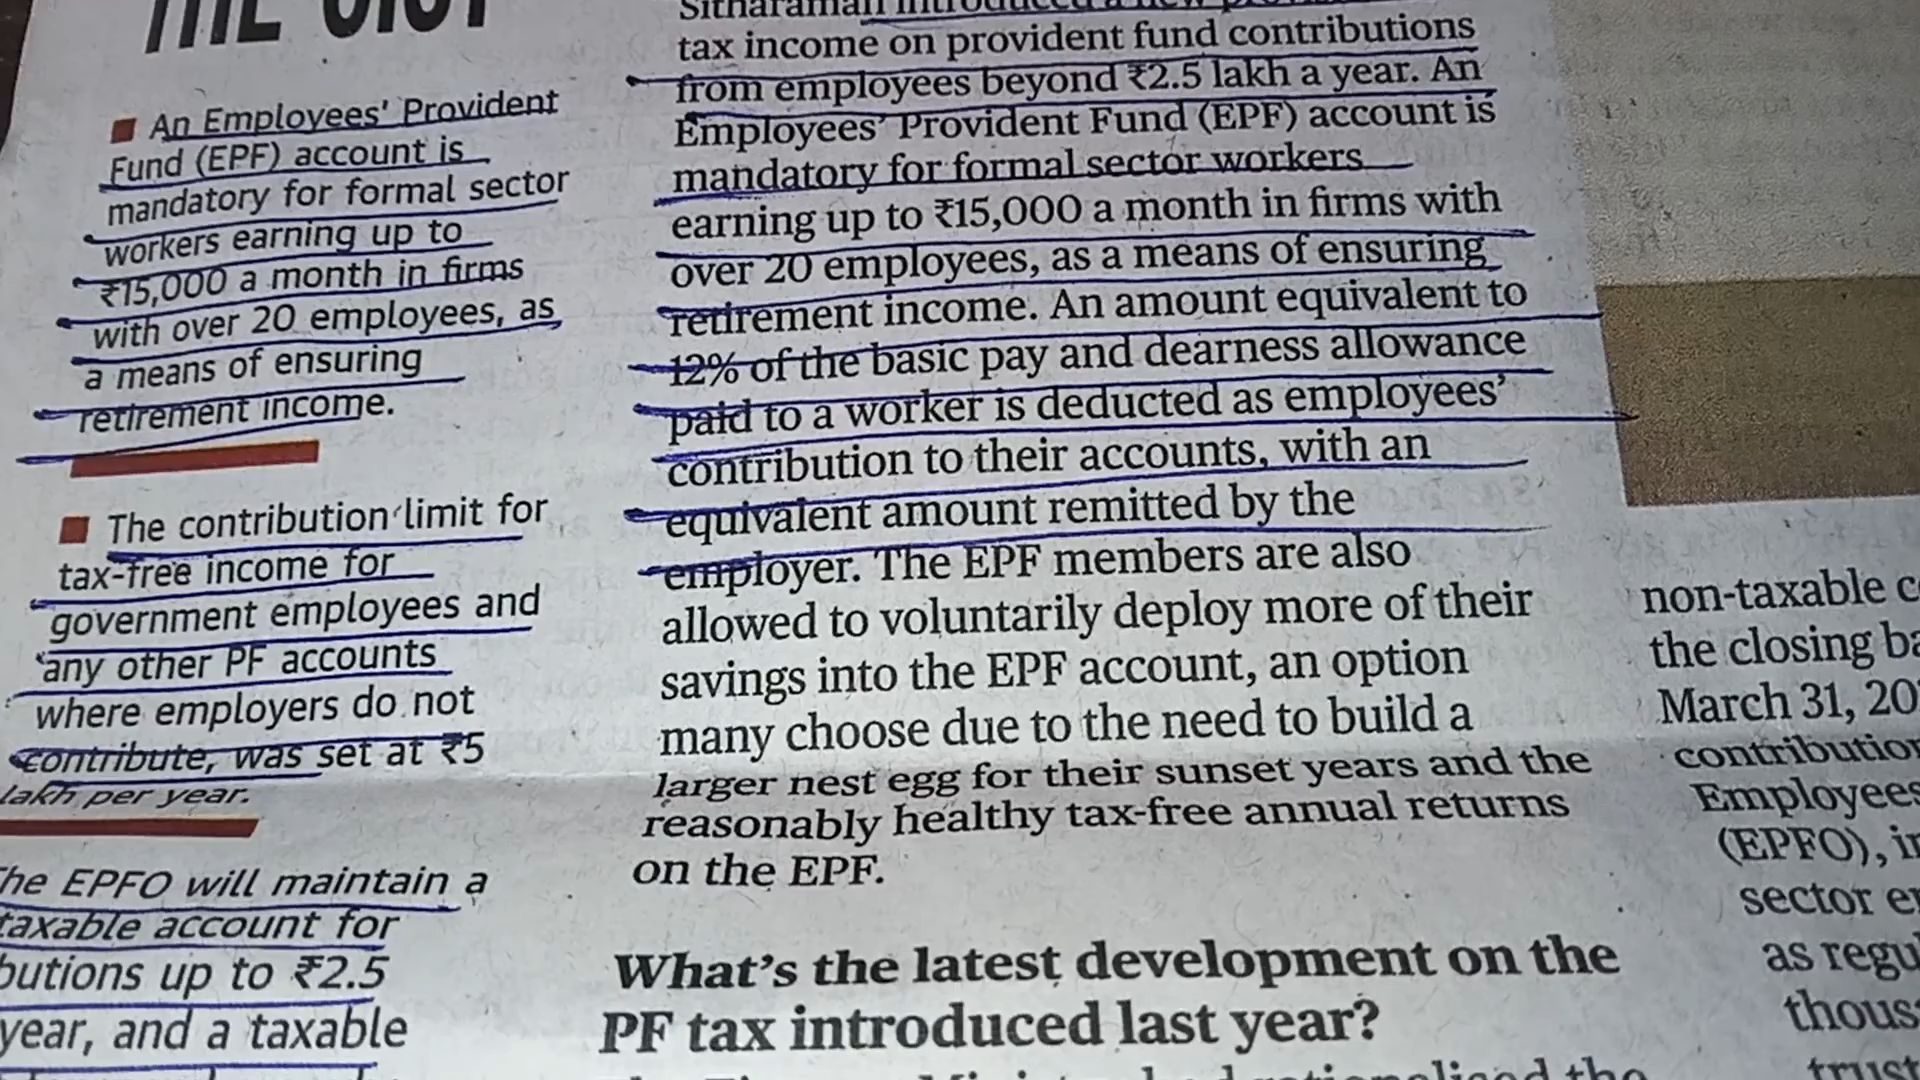 THE GIST
An Employees' Provident
Fund (EPF) account is
mandatory for formal sector
workers earning up to
₹15,000 a month in firms
with over 20 employees, as
a means of ensuring
retirement income.
The contribution limit for
tax-free income for
government employees and
any other PF accounts
where employers do not
contribute, was set at ₹5
lakh per year.
The EPFO will maintain a
taxable account for
butions up to ₹2.5
year, and a taxable
Sitharaman introduced a new
tax income on provident fund contributions
from employees beyond ₹2.5 lakh a year. An
Employees' Provident Fund (EPF) account is
mandatory for formal sector workers
earning up to ₹15,000 a month in firms with
over 20 employees, as a means of ensuring
retirement income. An amount equivalent to
12% of the basic pay and dearness allowance
paid to a worker is deducted as employees'
contribution to their accounts, with an
equivalent amount remitted by the
employer. The EPF members are also
allowed to voluntarily deploy more of their
savings into the EPF account, an option
many choose due to the need to build a
larger nest egg for their sunset years and the
reasonably healthy tax-free annual returns
on the EPF.
What's the latest development on the
PF tax introduced last year?
non-taxable
the closing
March 31, 20
contribution
Employees
(EPFO),
sector
as